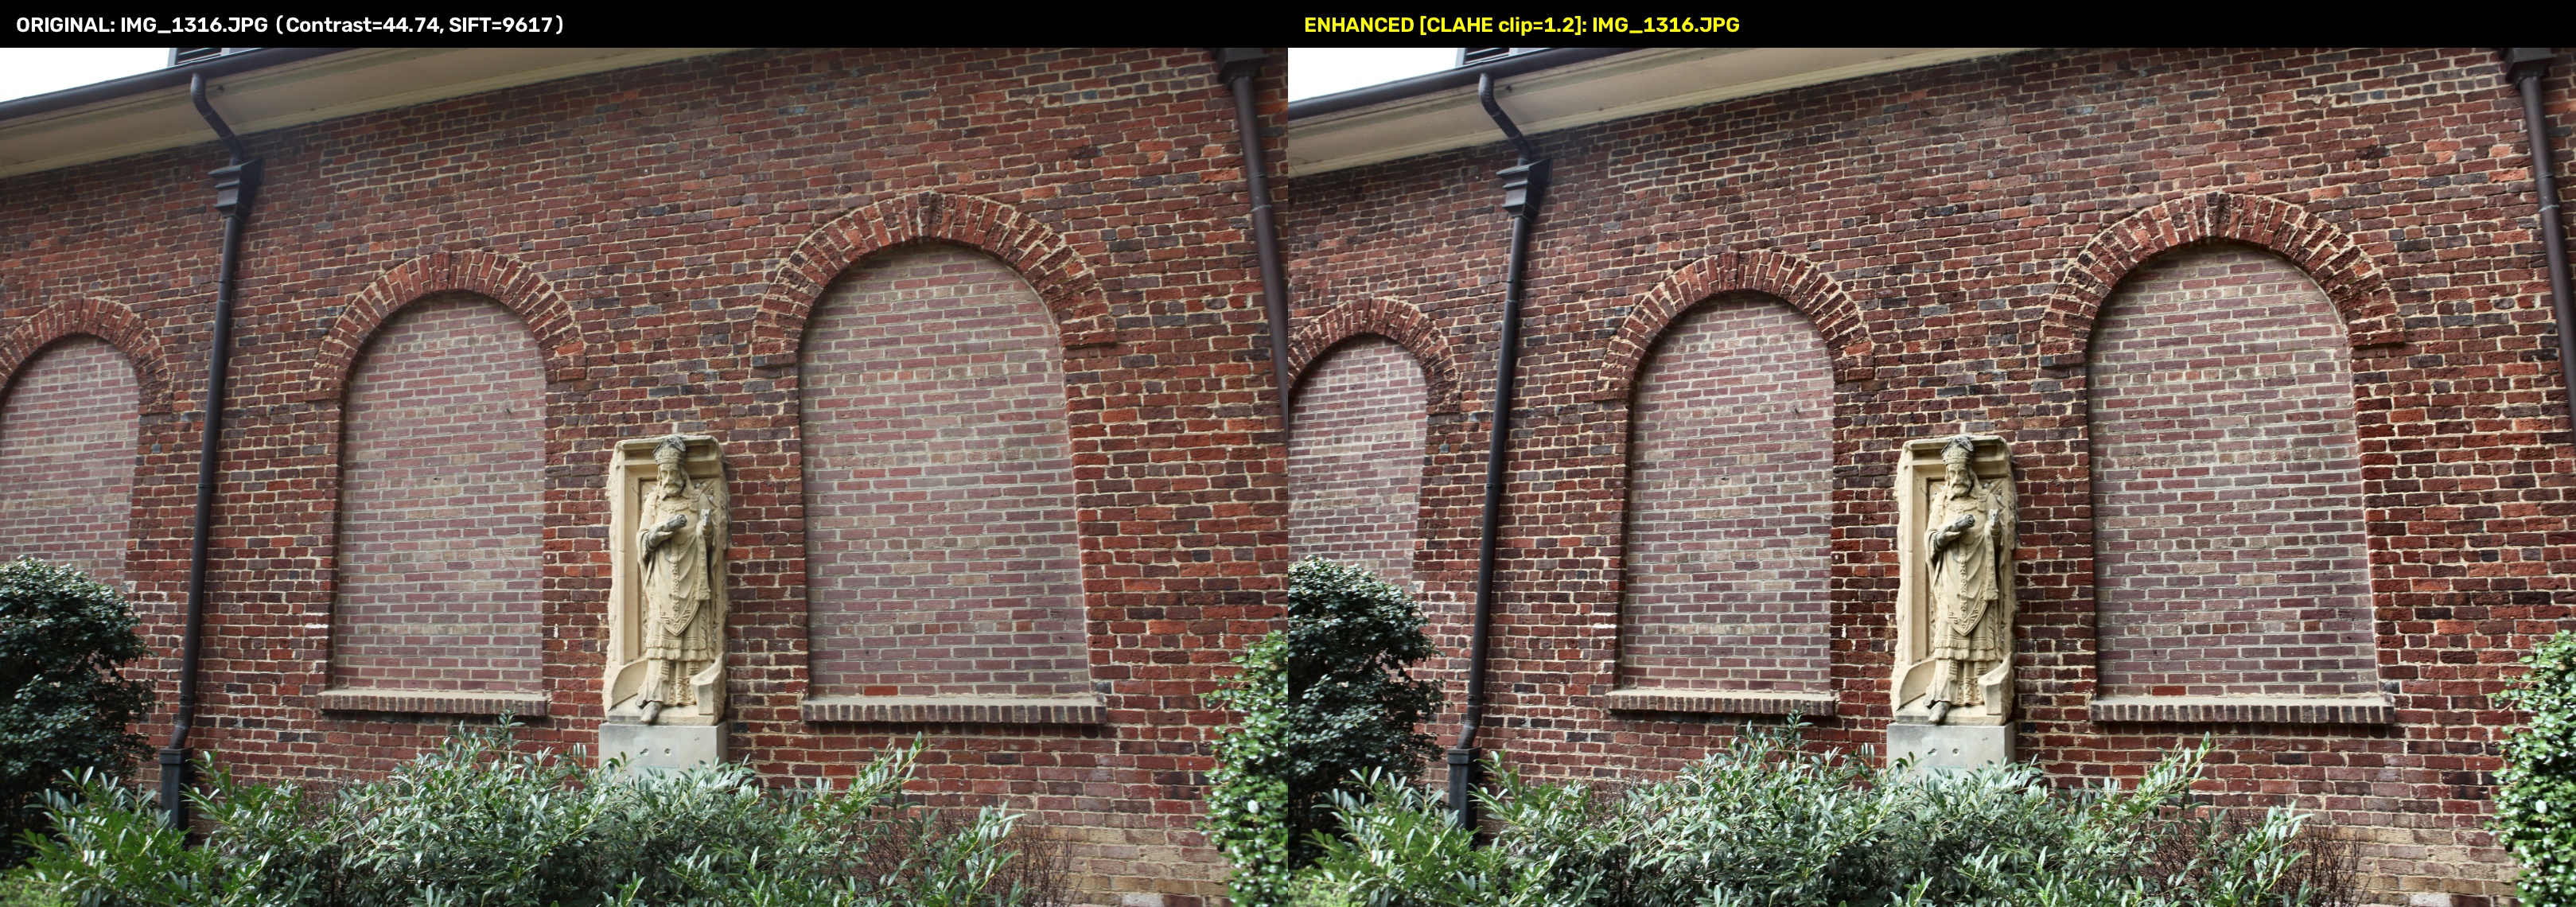 ORIGINAL: IMG_1316.JPG (Contrast=44.74, SIFT=9617)
ENHANCED [CLAHE clip=1.2]: IMG_1316.JPG